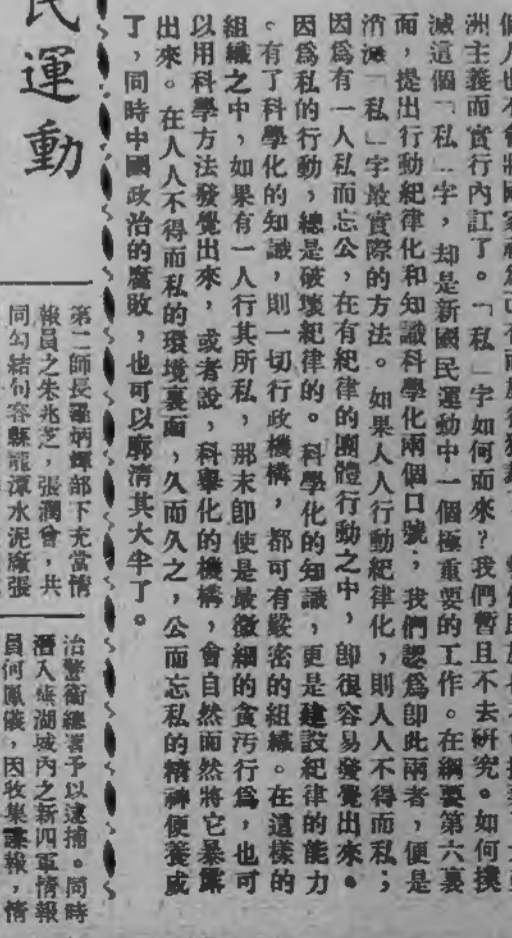 洲主義而實行內訌了。「私」字如何而來？我們暫且不去研究。如何撲
滅這個「私」字，却是新國民運動中一個極重要的工作。在綱要第六裏
面，提出行動紀律化和知識科學化兩個口號，我們認爲卽此兩者，便是
消滅「私」字最實際的方法。如果人人行動紀律化，則人人不得而私；
因爲有一人私而忘公，在有紀律的團體行動之中，卽很容易發覺出來。
因爲私的行動，總是破壞紀律的。科學化的知識，更是建設紀律的能力
。有了科學化的知識，則一切行政機構，都可有嚴密的組織。在這樣的
組織之中，如果有一人行其所私，那末卽使是最微細的貪污行爲，也可
以用科學方法發覺出來，或者說，科學化的機構，會自然而然將它暴露
出來。在人人不得而私的環境裏面，久而久之，公而忘私的精神便養成
了，同時中國政治的腐敗，也可以廓清其大半了。
民運動
第二師長羅炳輝部下充當情
報員之朱兆芝，張潤會，共
同勾結句容縣龍潭水泥廠張
治警衞總署予以逮捕。同時
潛入蕪湖城內之新四軍情報
員何鳳儀，因收集諜報，情